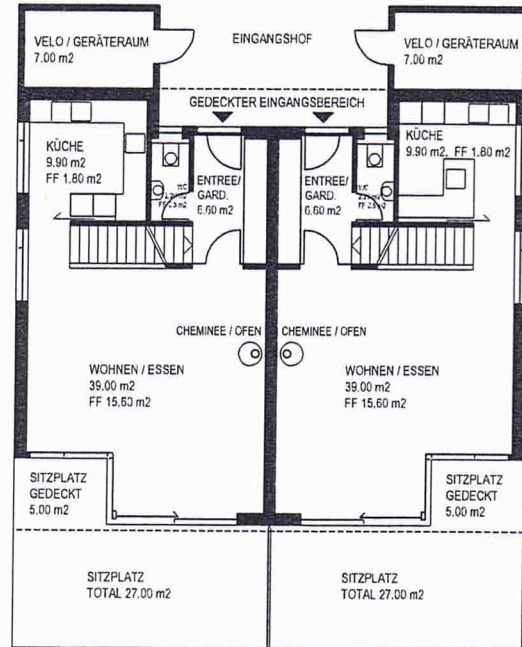 VELO / GERÄTERAUM
7.00 m2
EINGANGSHOF
VELO / GERÄTERAUM
7.00 m2
GEDECKTER EINGANGSBEREICH
KÜCHE
9.90 m2
FF 1.80 m2
WC
ENTREE/
GARD.
6.60 m2
ENTREE/
GARD.
6.60 m2
WC
KÜCHE
9.90 m2, FF 1.80 m2
CHEMINEE / OFEN
CHEMINEE / OFEN
WOHNEN / ESSEN
39.00 m2
FF 15.60 m2
WOHNEN / ESSEN
39.00 m2
FF 15.60 m2
SITZPLATZ
GEDECKT
5.00 m2
SITZPLATZ
GEDECKT
5.00 m2
SITZPLATZ
TOTAL 27.00 m2
SITZPLATZ
TOTAL 27.00 m2